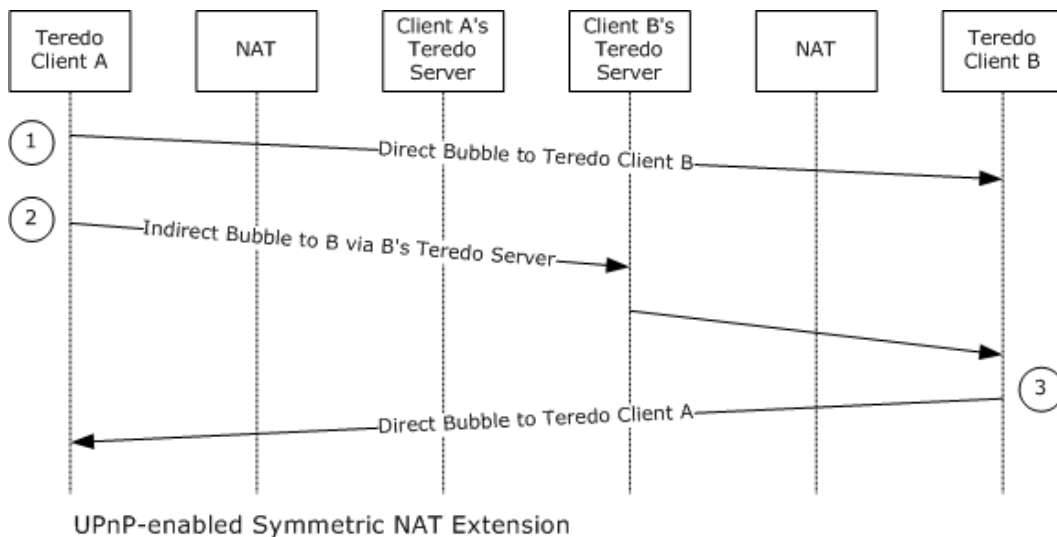 Teredo
Client A
NAT
Client A's
Teredo
Server
Client B's
Teredo
Server
NAT
Teredo
Client B
1
Direct Bubble to Teredo Client B
2
Indirect Bubble to B via B's Teredo Server
3
Direct Bubble to Teredo Client A
UPnP-enabled Symmetric NAT Extension